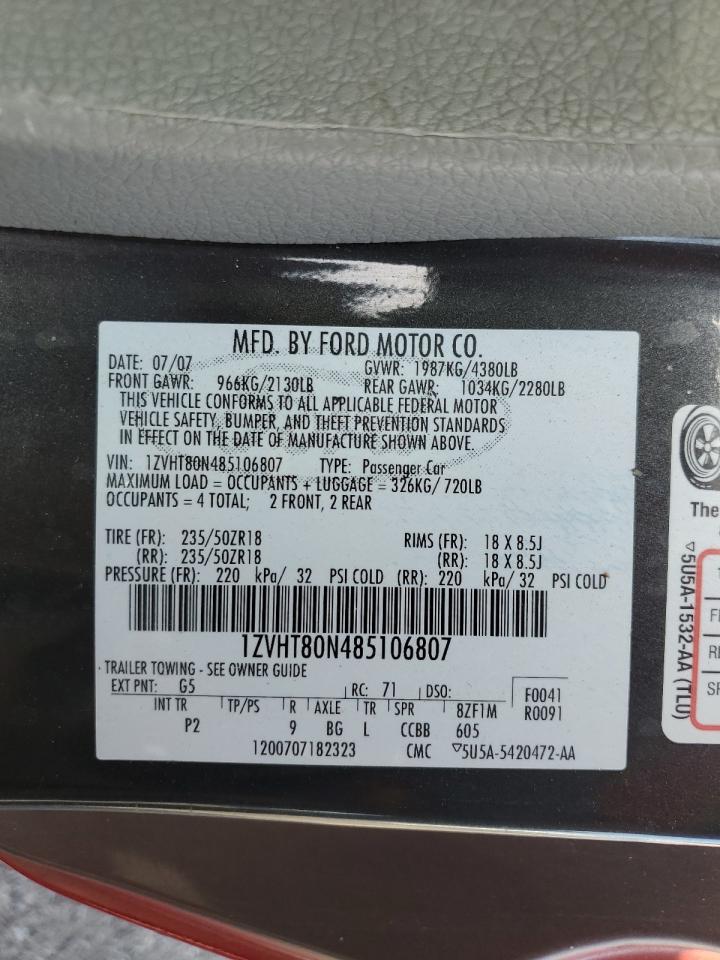 MFD. BY FORD MOTOR CO.
DATE: 07/07 GVWR: 1987KG/4380LB
FRONT GAWR: 966KG/2130LB REAR GAWR: 1034KG/2280LB
THIS VEHICLE CONFORMS TO ALL APPLICABLE FEDERAL MOTOR
VEHICLE SAFETY, BUMPER, AND THEFT PREVENTION STANDARDS
IN EFFECT ON THE DATE OF MANUFACTURE SHOWN ABOVE.
VIN: 1ZVHT80N485106807 TYPE: Passenger Car
MAXIMUM LOAD = OCCUPANTS + LUGGAGE = 326KG/ 720LB
OCCUPANTS = 4 TOTAL; 2 FRONT, 2 REAR
TIRE (FR): 235/50ZR18 RIMS (FR): 18 X 8.5J
(RR): 235/50ZR18 (RR): 18 X 8.5J
PRESSURE (FR): 220 kPa/ 32 PSI COLD (RR): 220 kPa/ 32 PSI COLD
1ZVHT80N485106807
TRAILER TOWING - SEE OWNER GUIDE
EXT PNT: G5 RC: 71 DSO: F0041
INT TR TP/PS R AXLE TR SPR 8ZF1M R0091
P2 9 BG L CCBB 605
1200707182323 CMC ▽5U5A-5420472-AA
The
▽5U5A-1532-AA (TLU)